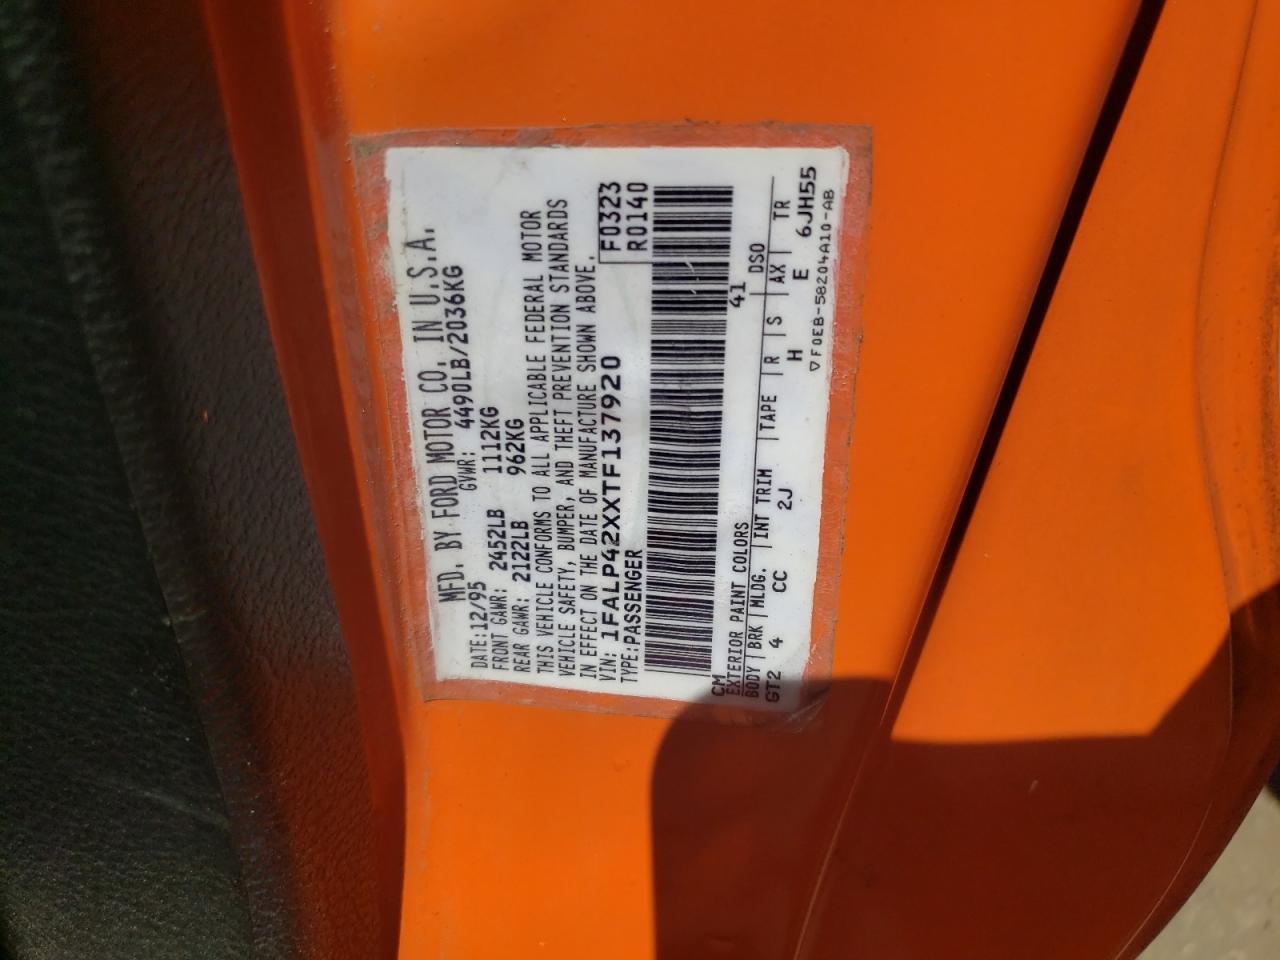 MFD. BY FORD MOTOR CO. IN U.S.A.
DATE: 12/95 GVWR: 4490LB/2036KG
FRONT GAWR: 2452LB 1112KG
REAR GAWR: 2122LB 962KG
THIS VEHICLE CONFORMS TO ALL APPLICABLE FEDERAL MOTOR
VEHICLE SAFETY, BUMPER, AND THEFT PREVENTION STANDARDS
IN EFFECT ON THE DATE OF MANUFACTURE SHOWN ABOVE.
VIN: 1FALP42XXTF137920 F0323
TYPE: PASSENGER R0140
CM 41
EXTERIOR PAINT COLORS DSO
BODY | BRK | MLDG. | INT TRIM | TAPE | R | S | AX | TR
GT2 4 CC 2J H E 6JH55
▽F0EB-58204A10-AB